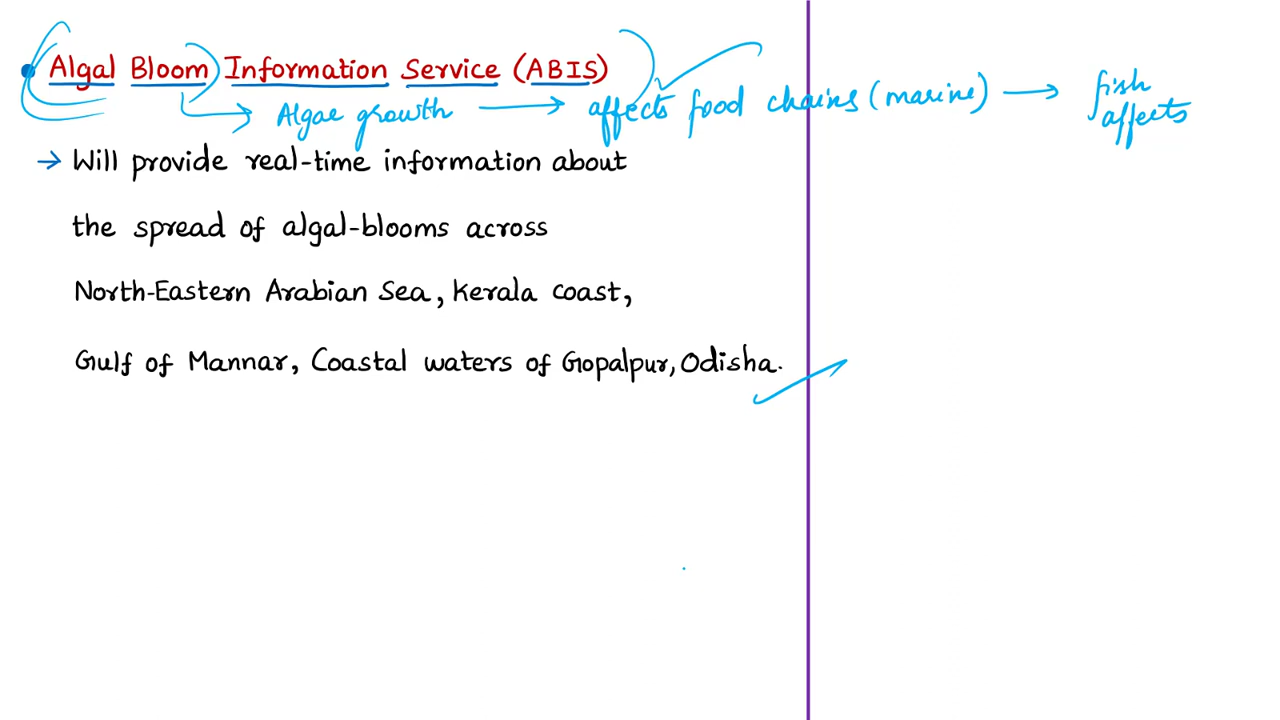 • Algal Bloom Information Service (ABIS)
→ Algae growth → affects food chains (marine) → fish affects
→ Will provide real-time information about
the spread of algal-blooms across
North-Eastern Arabian Sea, Kerala coast,
Gulf of Mannar, Coastal waters of Gopalpur, Odisha.